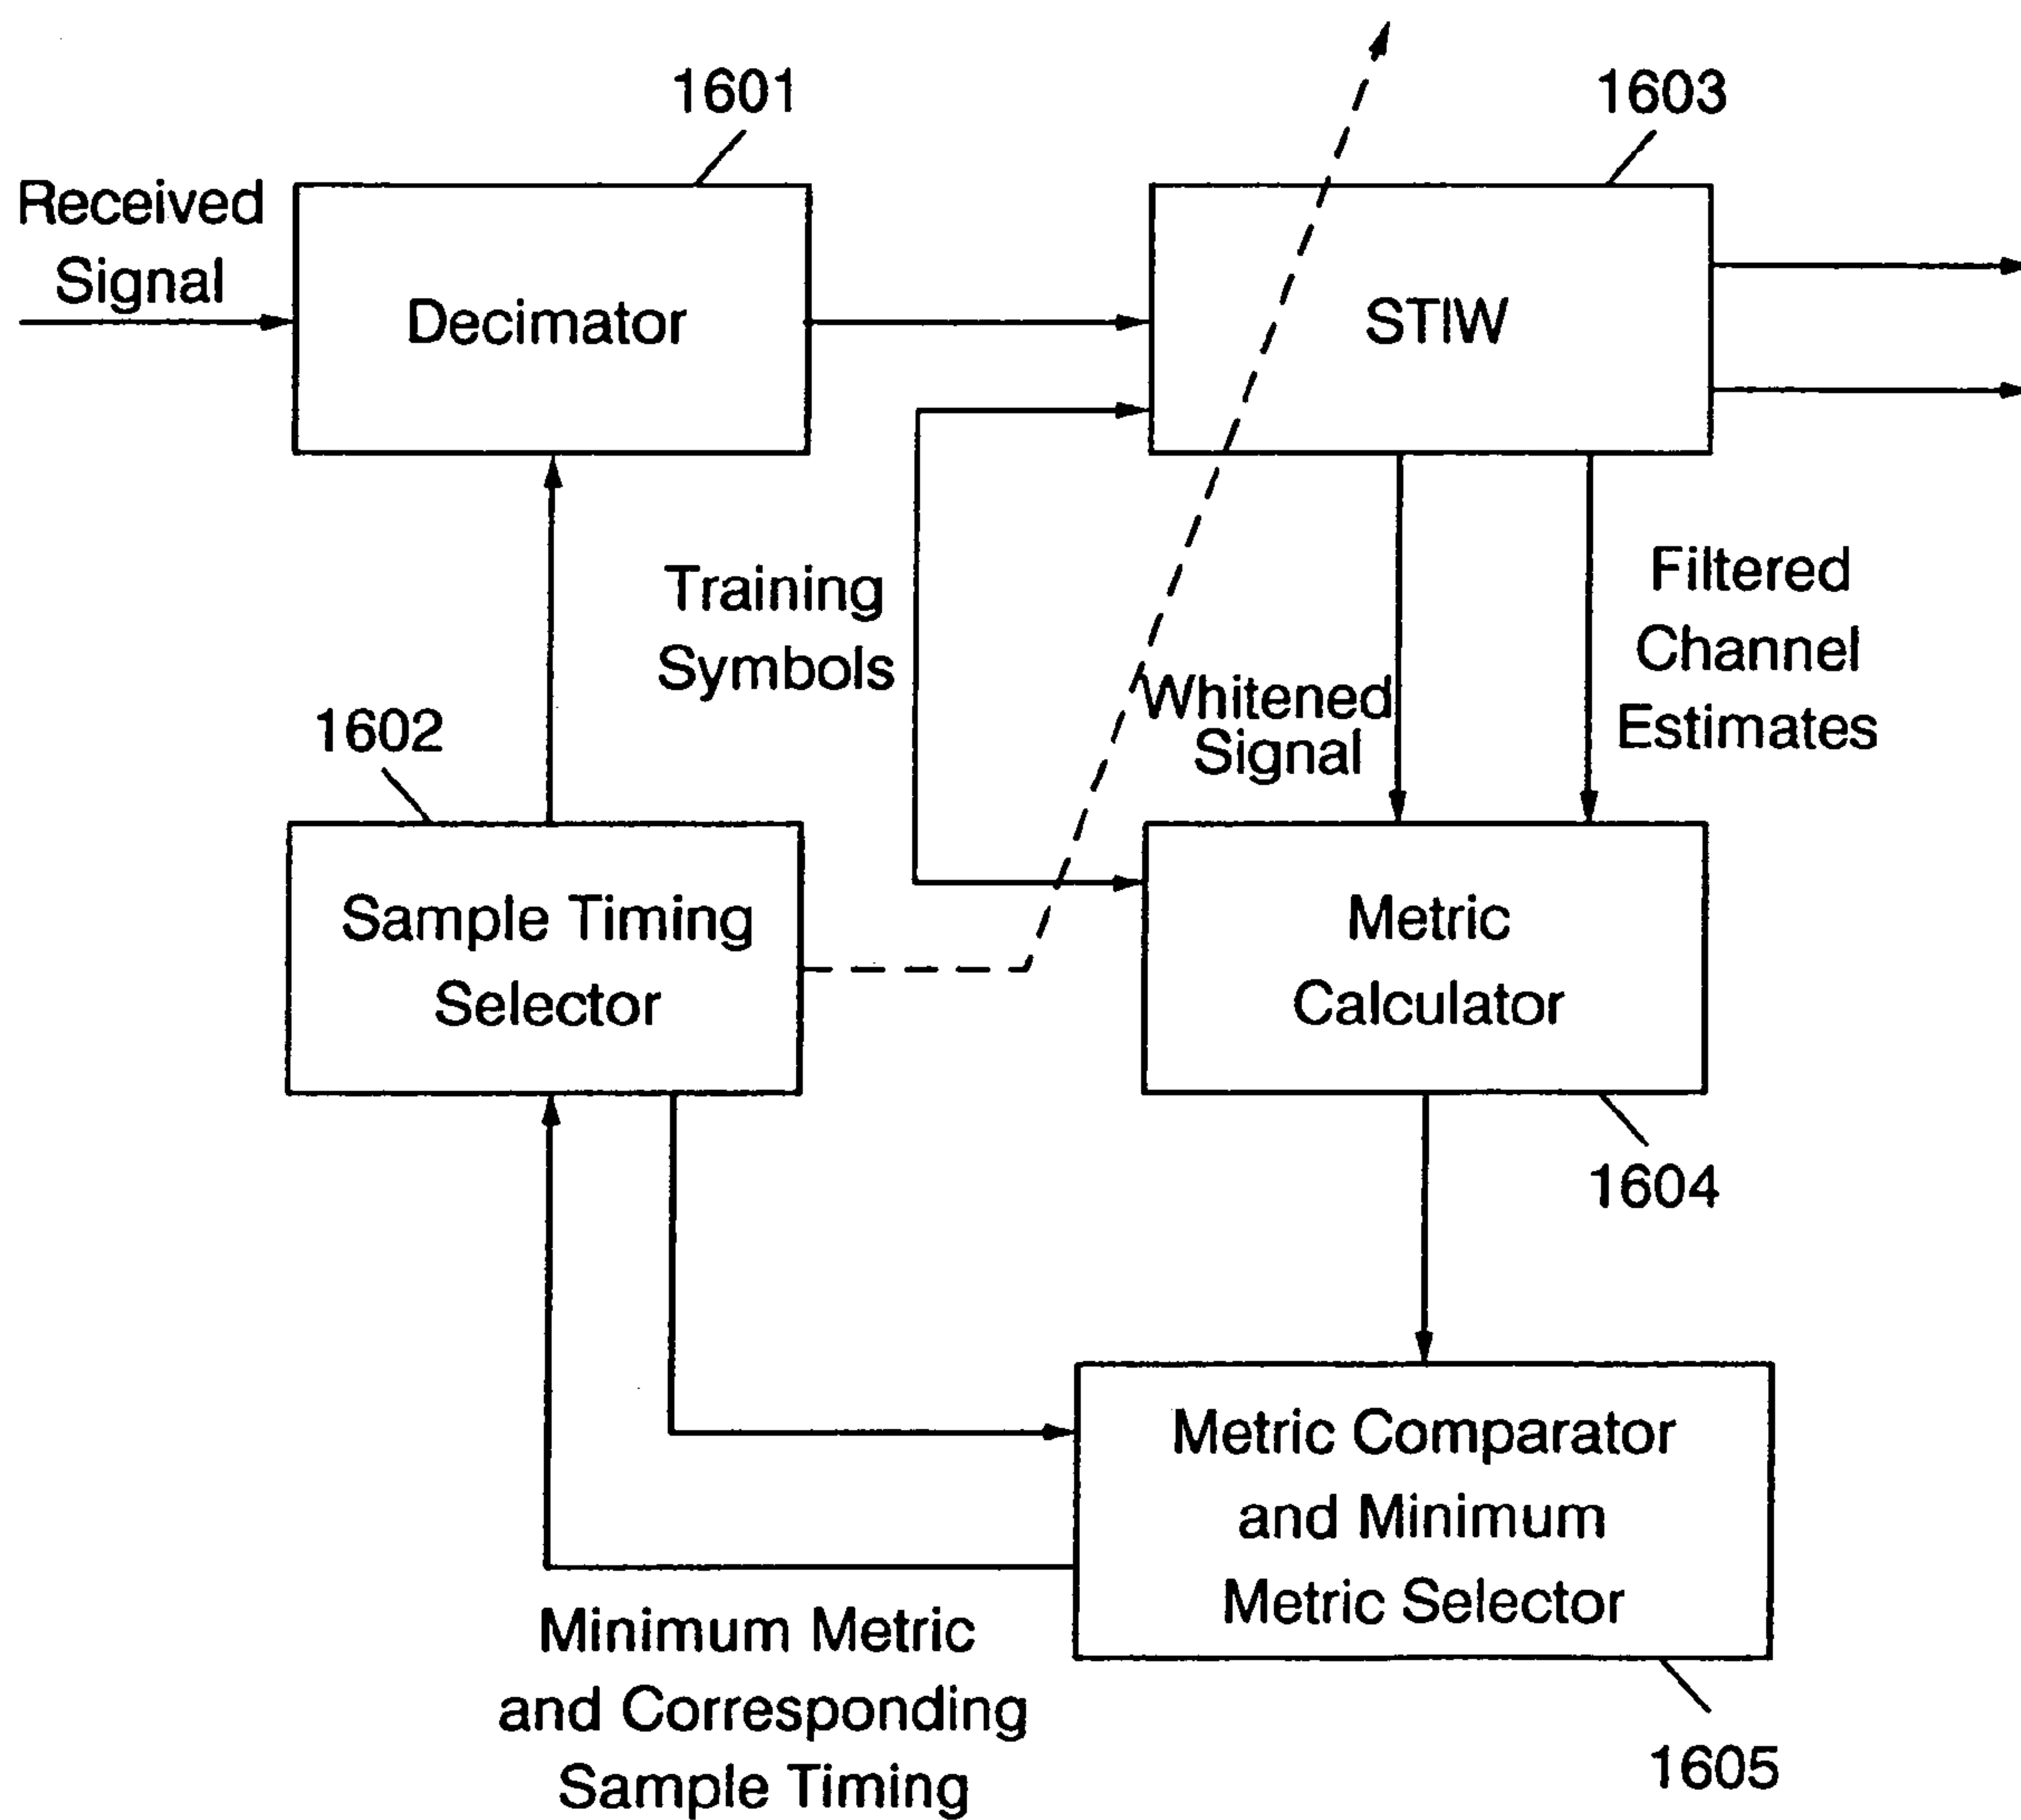 1601
1603
Received
Signal
Decimator
STIW
Training
Symbols
Filtered
Channel
Estimates
Whitened
Signal
1602
Sample Timing
Selector
Metric
Calculator
1604
Metric Comparator
and Minimum
Metric Selector
Minimum Metric
and Corresponding
Sample Timing
1605